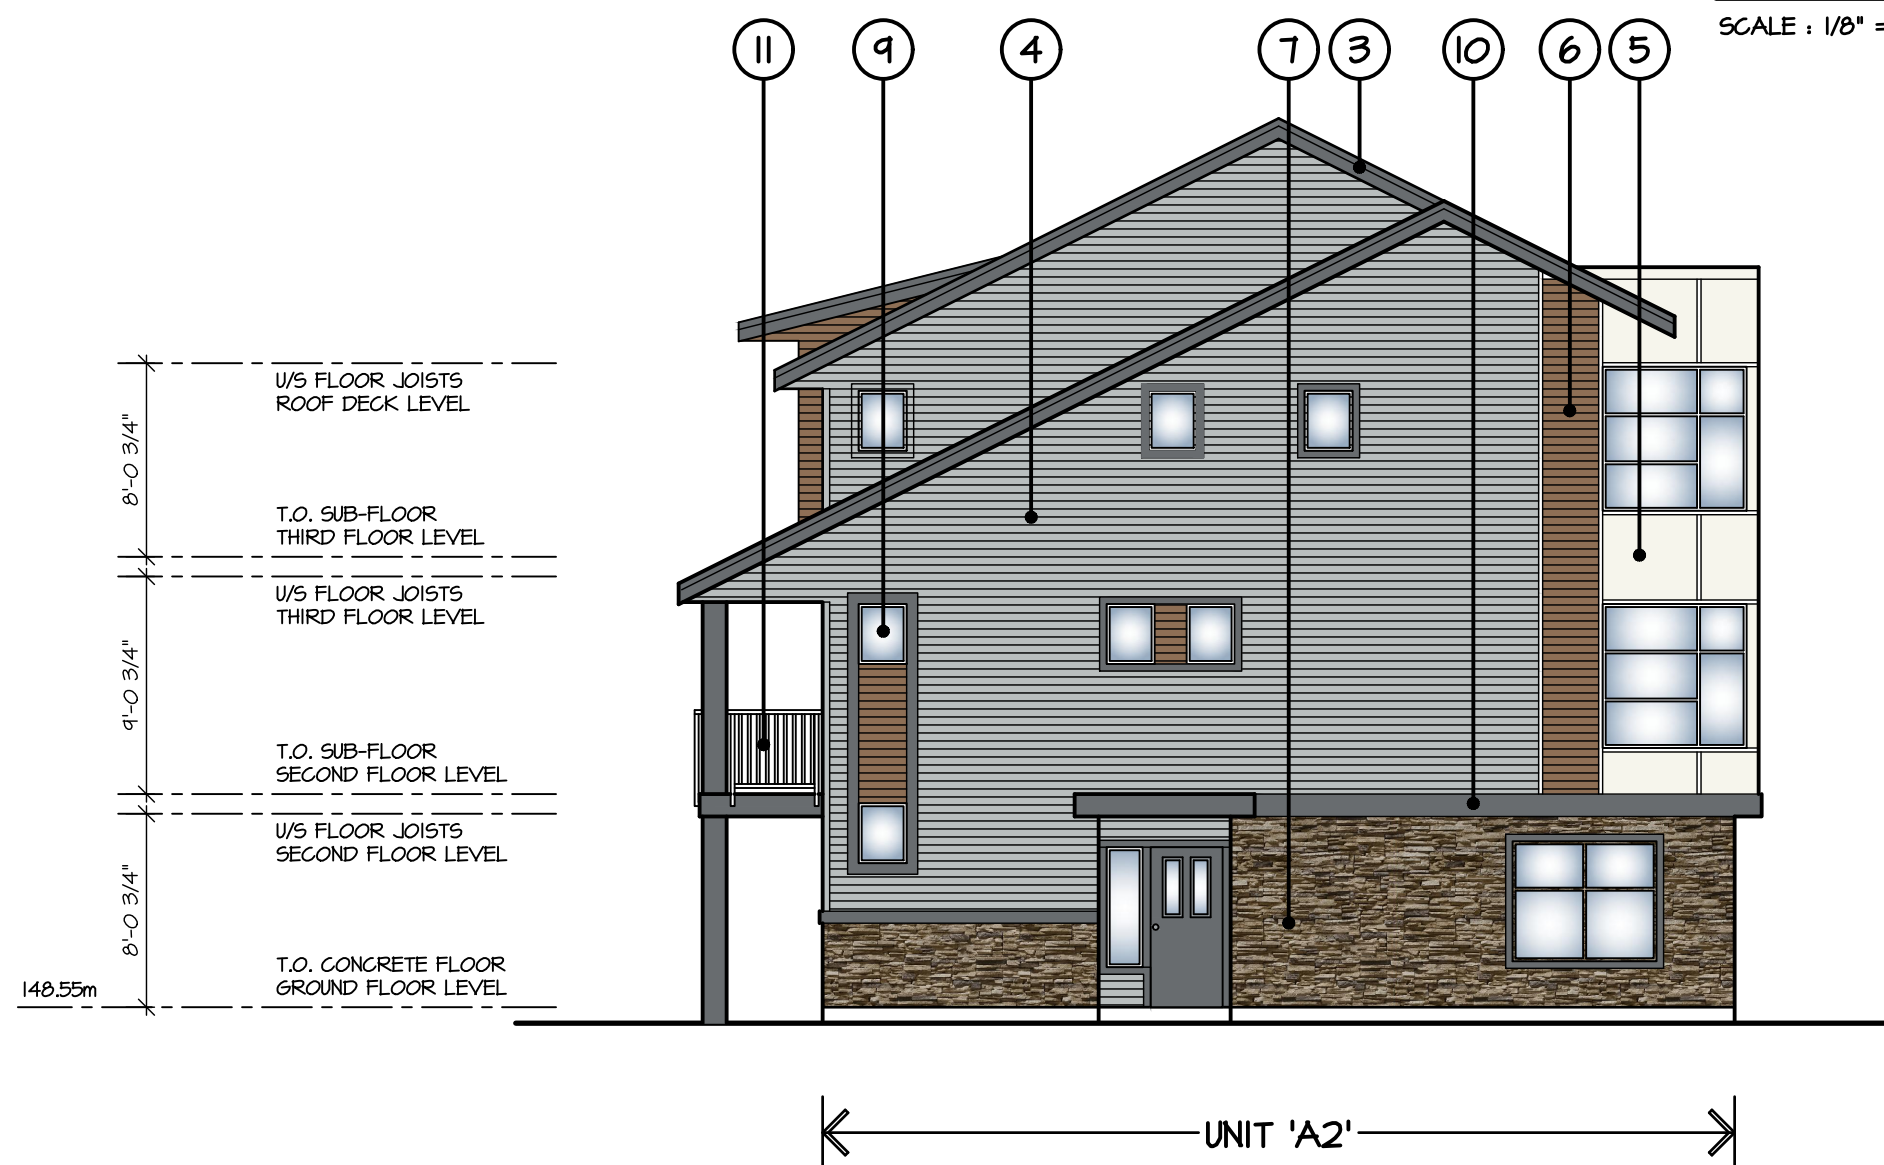 SCALE : 1/8" =
11 9 4 7 3 10 6 5
U/S FLOOR JOISTS
ROOF DECK LEVEL
8'-0 3/4"
T.O. SUB-FLOOR
THIRD FLOOR LEVEL
U/S FLOOR JOISTS
THIRD FLOOR LEVEL
9'-0 3/4"
T.O. SUB-FLOOR
SECOND FLOOR LEVEL
U/S FLOOR JOISTS
SECOND FLOOR LEVEL
8'-0 3/4"
T.O. CONCRETE FLOOR
GROUND FLOOR LEVEL
148.55m
UNIT 'A2'